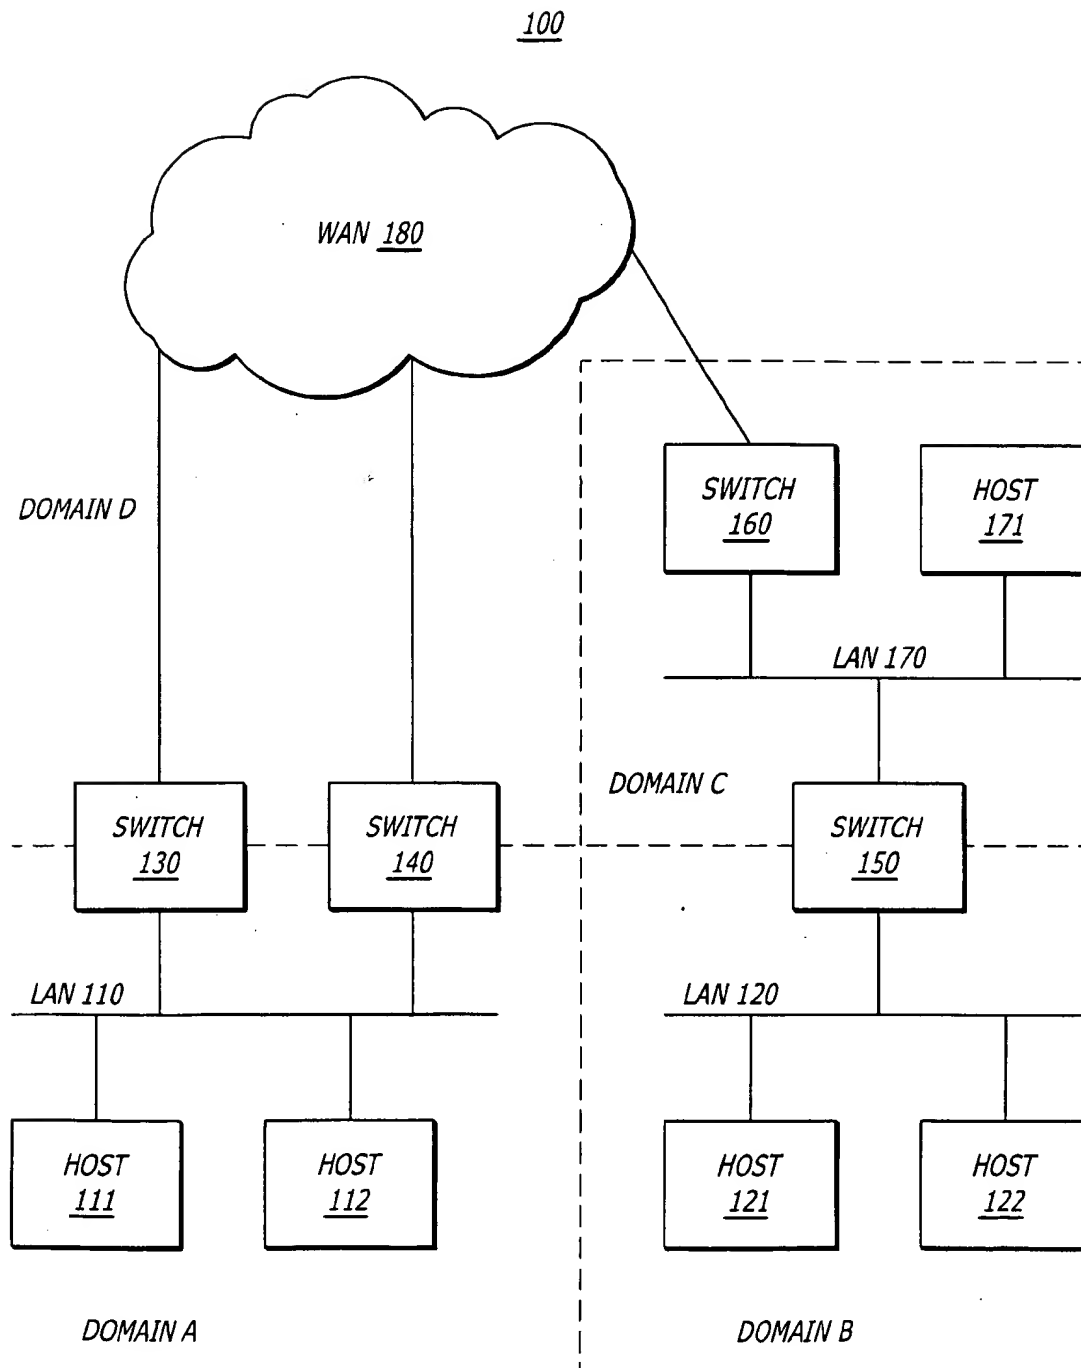 100
WAN 180
DOMAIN D
SWITCH
160
HOST
171
LAN 170
DOMAIN C
SWITCH
130
SWITCH
140
SWITCH
150
LAN 110
LAN 120
HOST
111
HOST
112
HOST
121
HOST
122
DOMAIN A
DOMAIN B